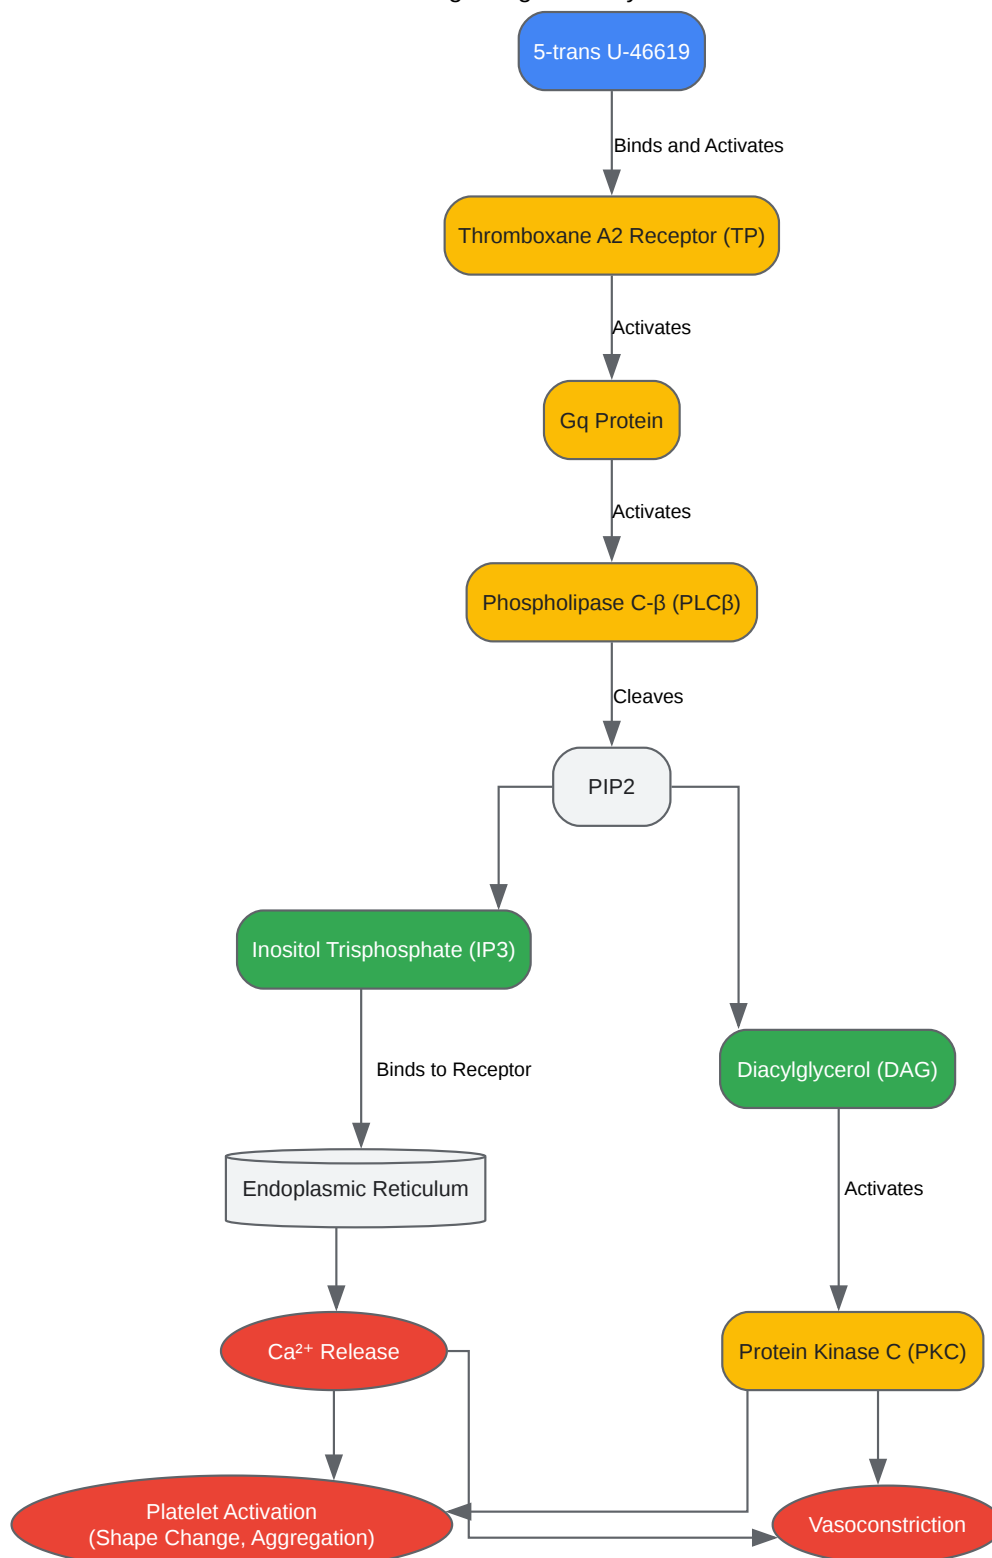 5-trans U-46619
Binds and Activates
Thromboxane A2 Receptor (TP)
Activates
Gq Protein
Activates
Phospholipase C-β (PLCβ)
Cleaves
PIP2
Inositol Trisphosphate (IP3)
Binds to Receptor
Diacylglycerol (DAG)
Endoplasmic Reticulum
Activates
Ca²⁺ Release
Protein Kinase C (PKC)
Platelet Activation
(Shape Change, Aggregation)
Vasoconstriction